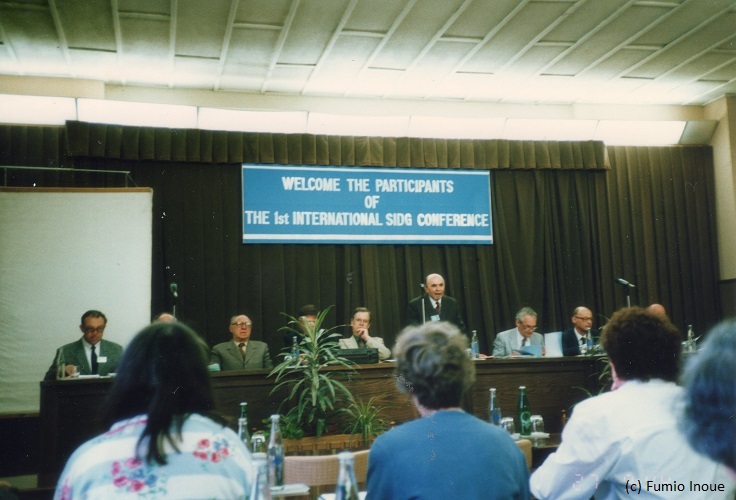 WELCOME THE PARTICIPANTS
OF
THE 1st INTERNATIONAL SIDG CONFERENCE
(c) Fumio Inoue